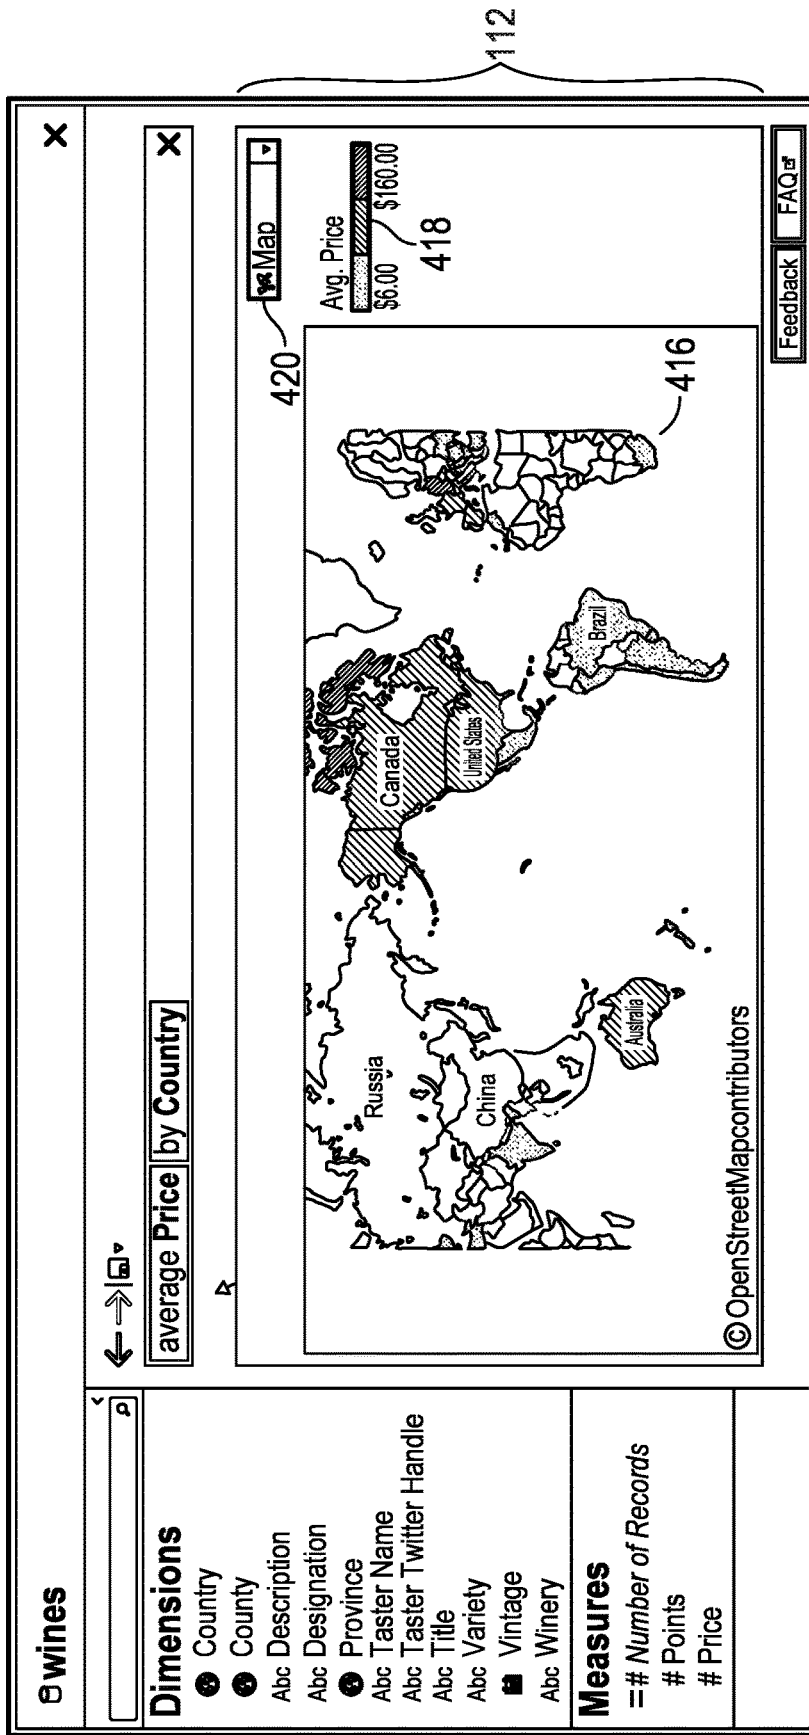 wines
Dimensions
Country
County
Abc Description
Abc Designation
Province
Abc Taster Name
Abc Taster Twitter Handle
Abc Title
Abc Variety
Vintage
Abc Winery
Measures
=# Number of Records
# Points
# Price
average Price by Country
Map
420
Avg. Price
$6.00 $160.00
418
Russia
China
Australia
Canada
United States
Brazil
416
© OpenStreetMapcontributors
Feedback FAQ
112